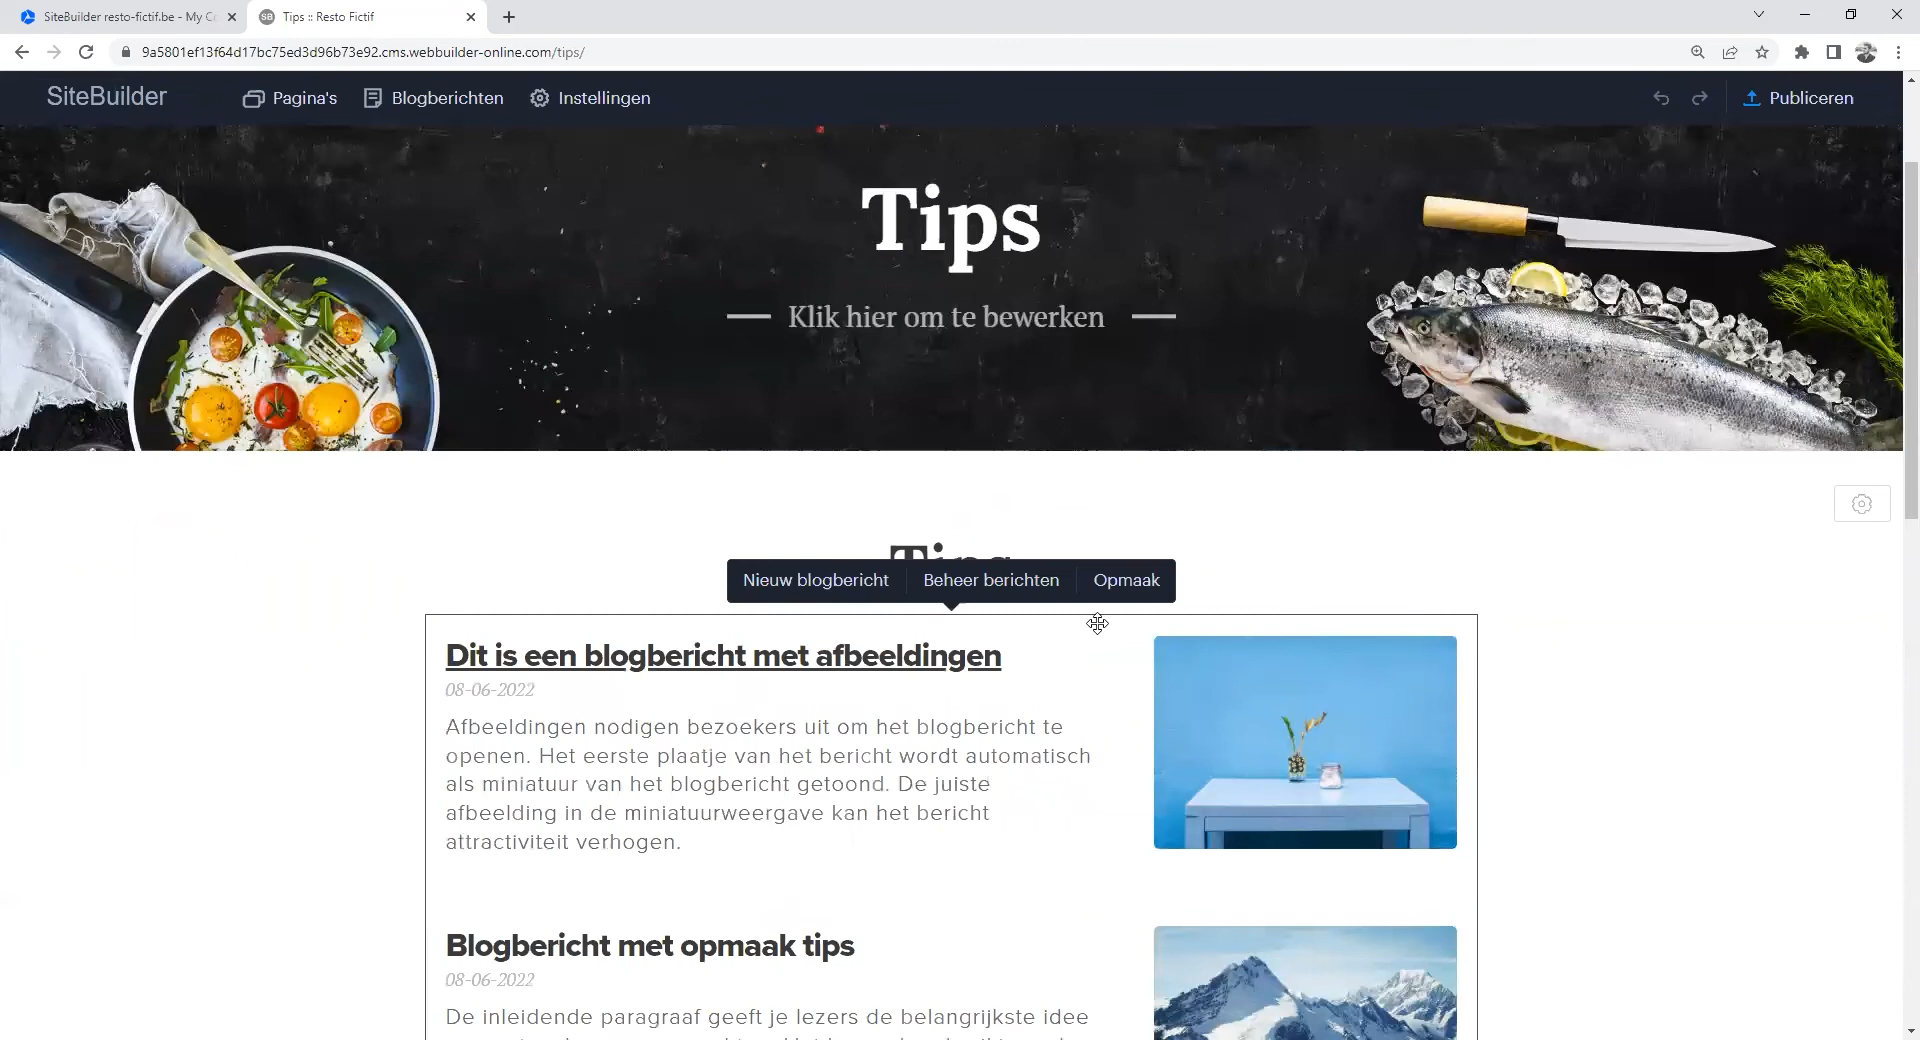 SiteBuilder resto-fictif.be - My C
Tips :: Resto Fictif
9a5801ef13f64d17bc75ed3d96b73e92.cms.webbuilder-online.com/tips/
SiteBuilder
Pagina's
Blogberichten
Instellingen
Publiceren
Tips
Klik hier om te bewerken
Tips
Nieuw blogbericht
Beheer berichten
Opmaak
Dit is een blogbericht met afbeeldingen
08-06-2022
Afbeeldingen nodigen bezoekers uit om het blogbericht te
openen. Het eerste plaatje van het bericht wordt automatisch
als miniatuur van het blogbericht getoond. De juiste
afbeelding in de miniatuurweergave kan het bericht
attractiviteit verhogen.
Blogbericht met opmaak tips
08-06-2022
De inleidende paragraaf geeft je lezers de belangrijkste idee